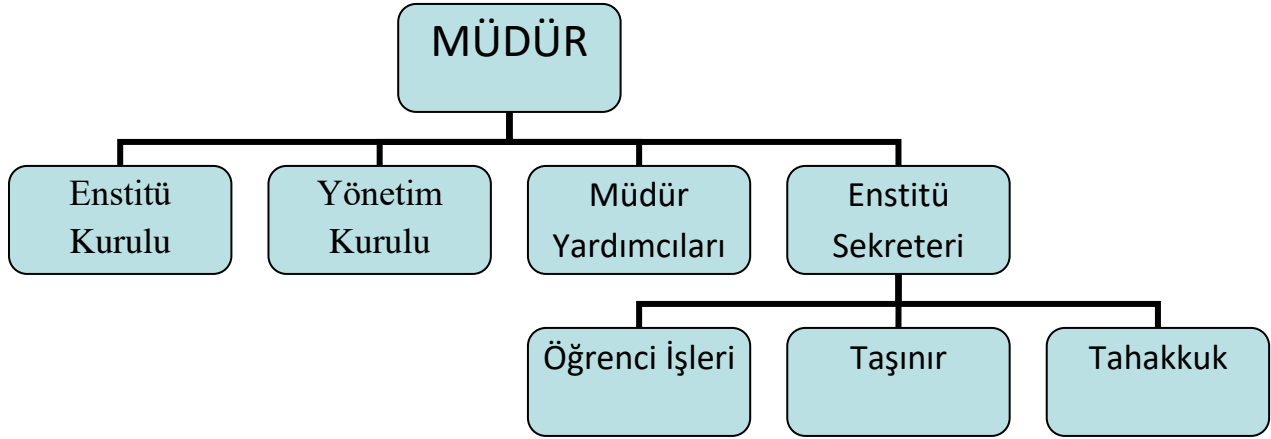 MÜDÜR
Enstitü
Kurulu
Yönetim
Kurulu
Müdür
Yardımcıları
Enstitü
Sekreteri
Öğrenci İşleri
Taşınır
Tahakkuk